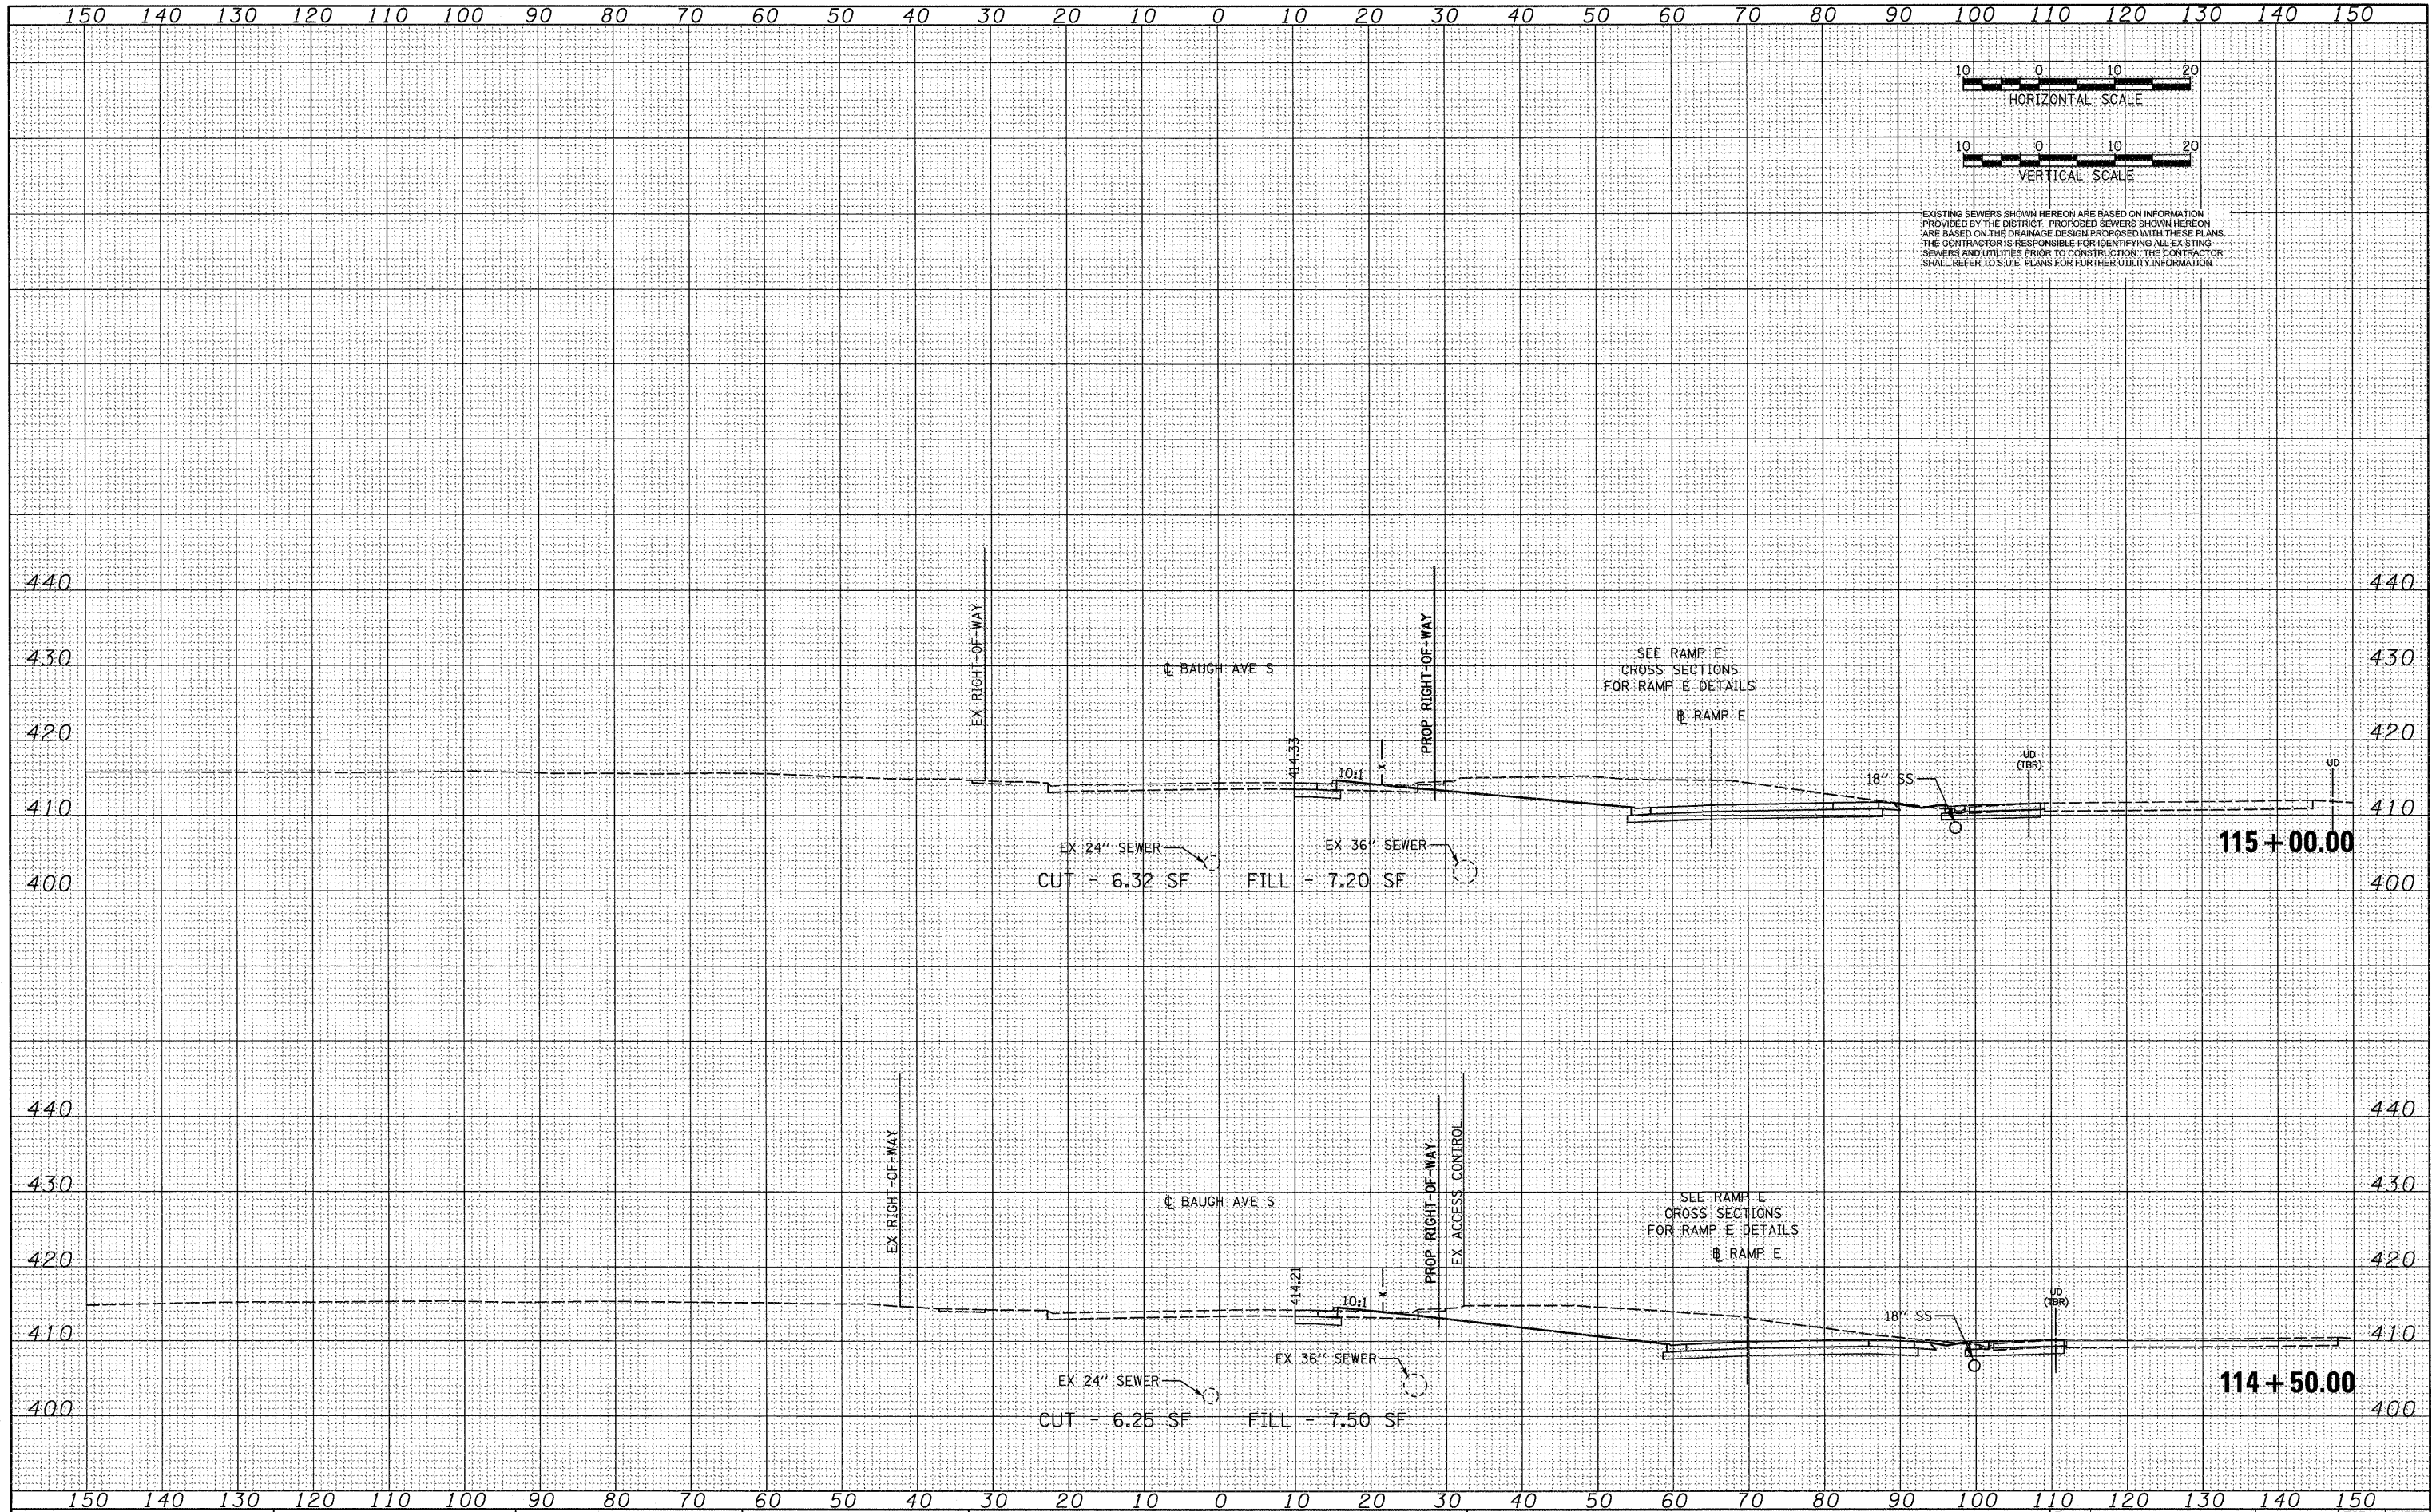 150 140 130 120 110 100 90 80 70 60 50 40 30 20 10 0 10 20 30 40 50 60 70 80 90 100 110 120 130 140 150
10 0 10 20
HORIZONTAL SCALE
10 0 10 20
VERTICAL SCALE
EXISTING SEWERS SHOWN HEREON ARE BASED ON INFORMATION
PROVIDED BY THE DISTRICT. PROPOSED SEWERS SHOWN HEREON
ARE BASED ON THE DRAINAGE DESIGN PROPOSED WITH THESE PLANS.
THE CONTRACTOR IS RESPONSIBLE FOR IDENTIFYING ALL EXISTING
SEWERS AND UTILITIES PRIOR TO CONSTRUCTION. THE CONTRACTOR
SHALL REFER TO S.U.E. PLANS FOR FURTHER UTILITY INFORMATION
440 440
430 430
420 420
410 410
400 400
EX RIGHT-OF-WAY
℄ BAUGH AVE S
414.33
10:1
X
PROP RIGHT-OF-WAY
SEE RAMP E
CROSS SECTIONS
FOR RAMP E DETAILS
B RAMP E
18" SS
UD
(TBR)
UD
115+00.00
EX 24" SEWER
EX 36" SEWER
CUT - 6.32 SF FILL - 7.20 SF
440 440
430 430
420 420
410 410
400 400
EX RIGHT-OF-WAY
℄ BAUGH AVE S
414.21
10:1
X
PROP RIGHT-OF-WAY
EX ACCESS CONTROL
SEE RAMP E
CROSS SECTIONS
FOR RAMP E DETAILS
B RAMP E
18" SS
UD
(TBR)
114+50.00
EX 36" SEWER
EX 24" SEWER
CUT - 6.25 SF FILL - 7.50 SF
150 140 130 120 110 100 90 80 70 60 50 40 30 20 10 0 10 20 30 40 50 60 70 80 90 100 110 120 130 140 150